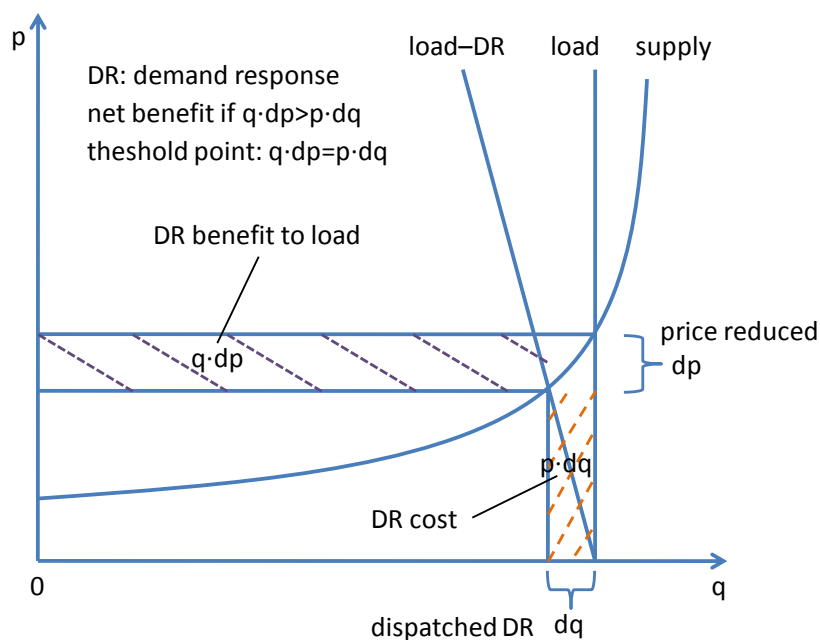 p
load–DR
load
supply
DR: demand response
net benefit if q·dp>p·dq
theshold point: q·dp=p·dq
DR benefit to load
q·dp
price reduced
dp
p·dq
DR cost
0
q
dispatched DR
dq